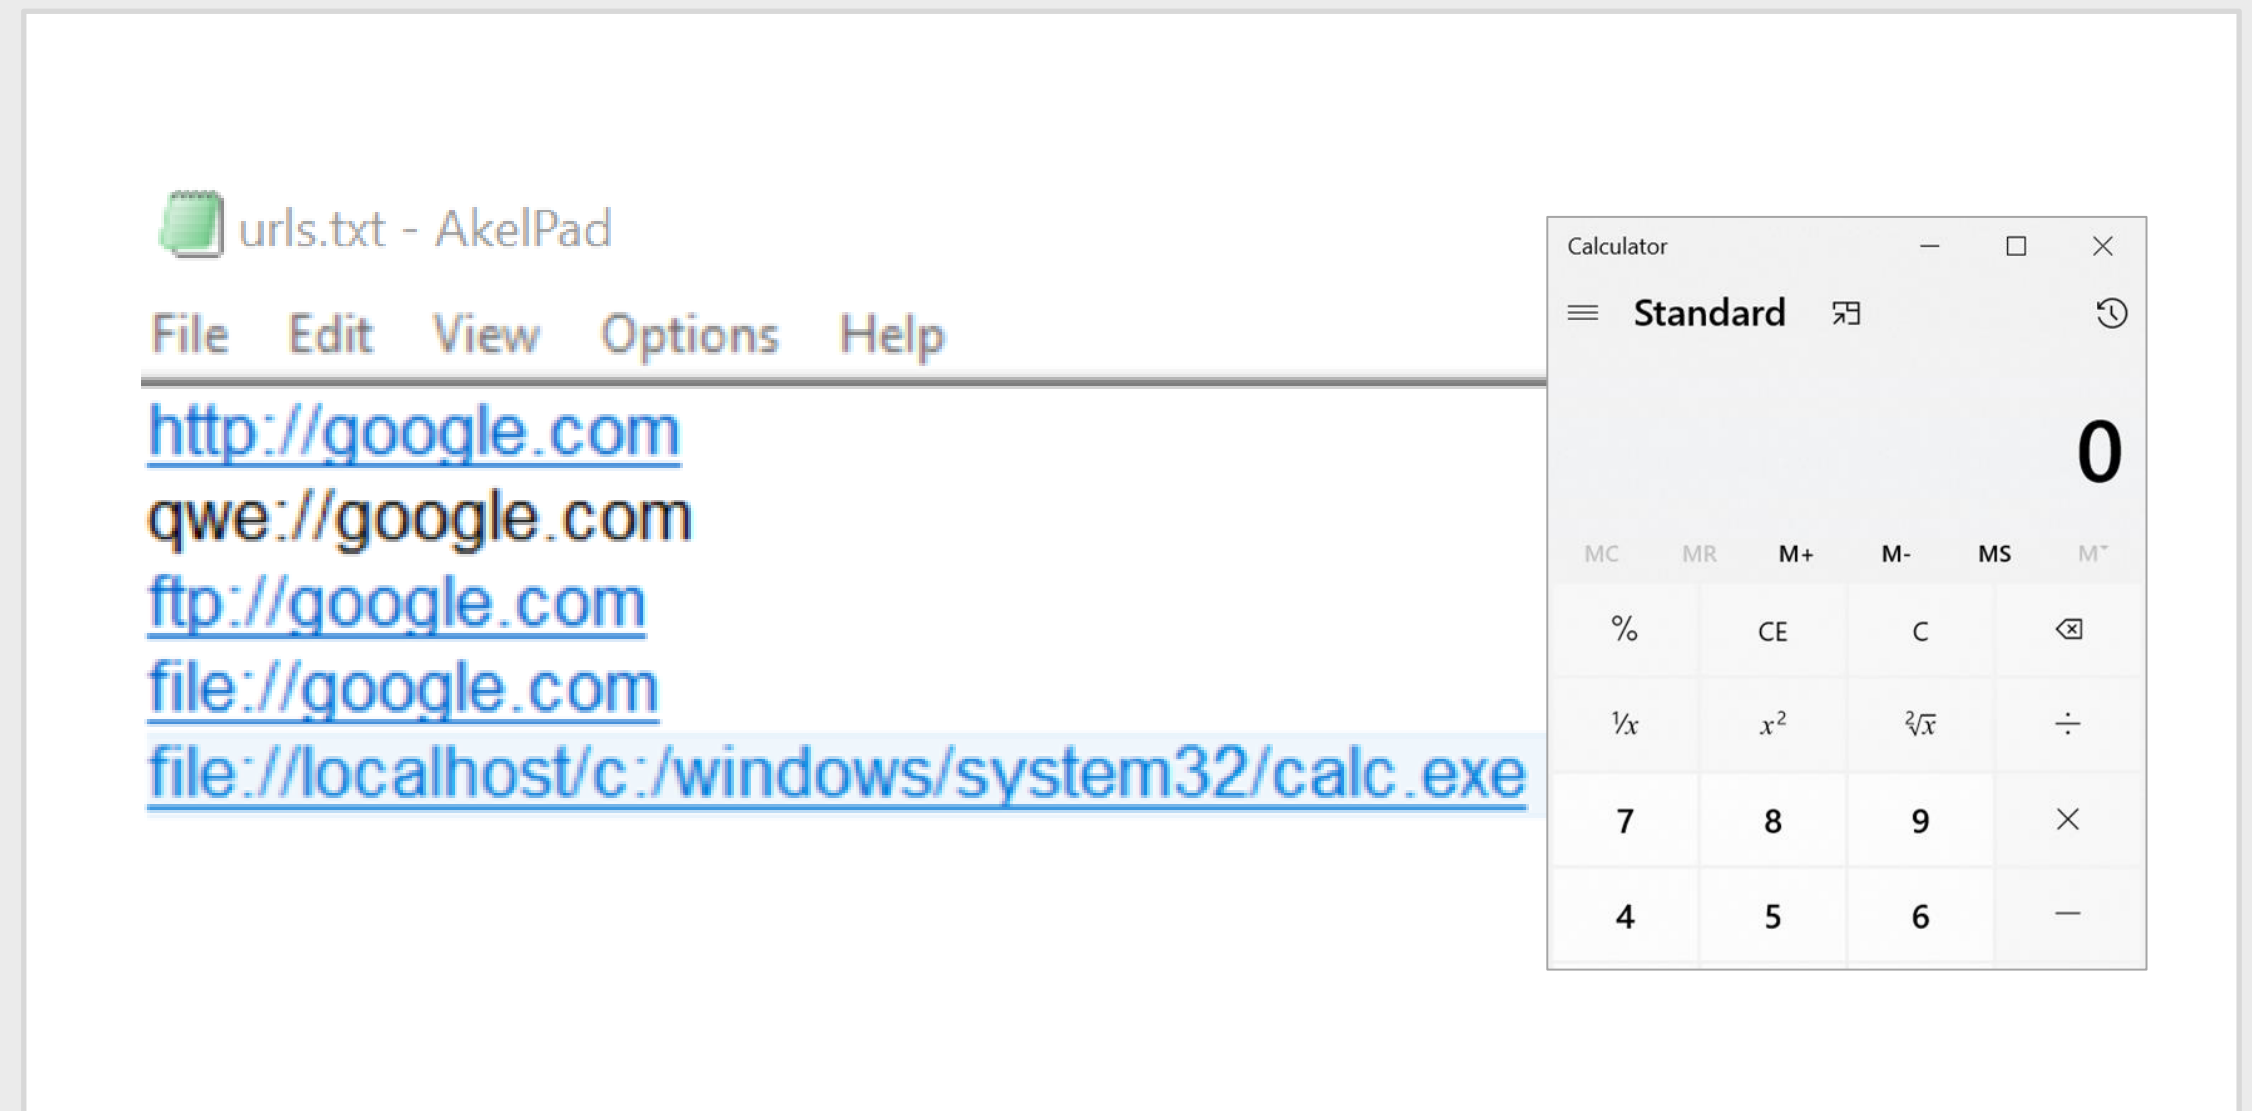 urls.txt - AkelPad
File Edit View Options Help
http://google.com
qwe://google.com
ftp://google.com
file://google.com
file://localhost/c:/windows/system32/calc.exe
Calculator
Standard
0
MC MR M+ M- MS M˅
% CE C
¹⁄x x² ²√x ÷
7 8 9 ×
4 5 6 −